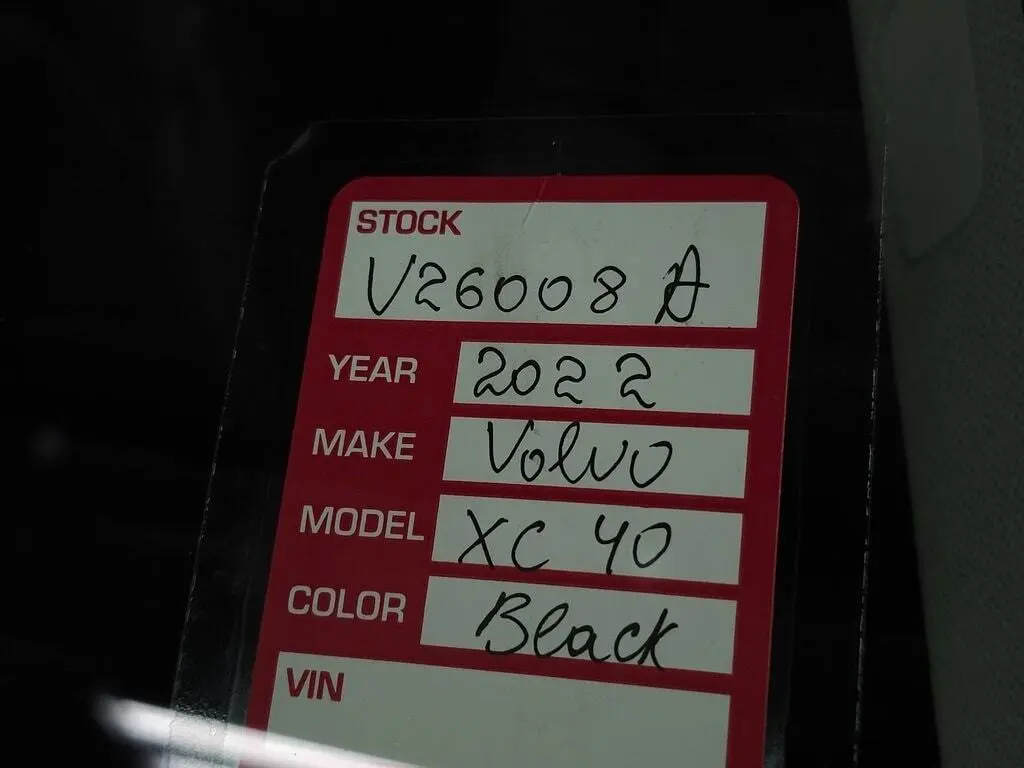 STOCK
V26008 A
YEAR 2022
MAKE Volvo
MODEL XC 40
COLOR Black
VIN